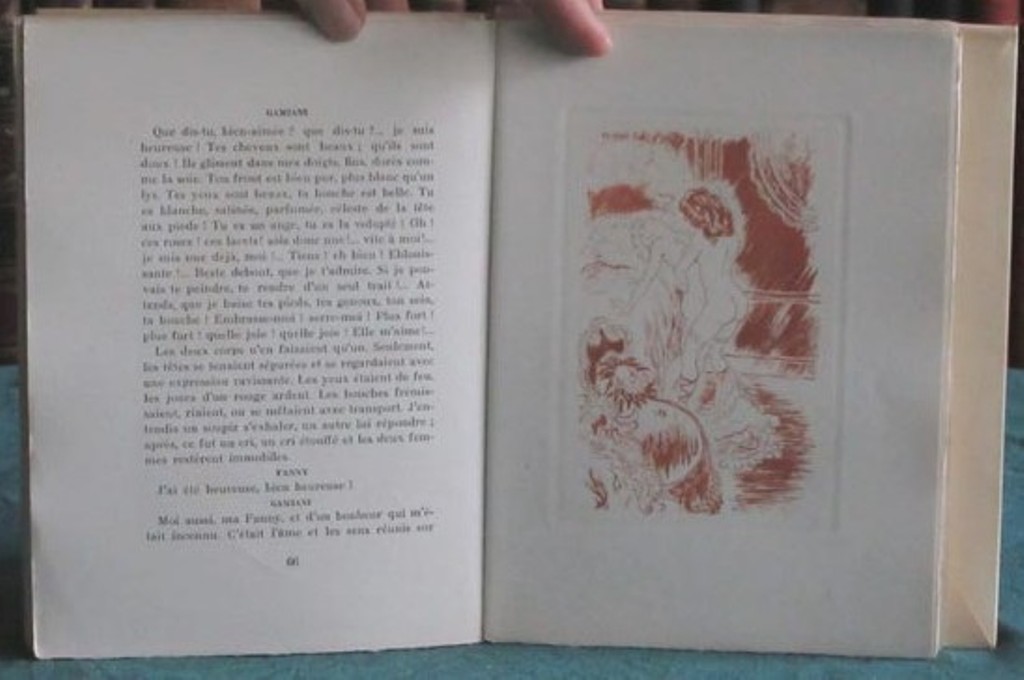 GAMIANI
Que dis-tu, bien-aimée ? que dis-tu ?... je suis
heureuse ! Tes cheveux sont beaux ; qu'ils sont
doux ! Ils glissent dans mes doigts, fins, dorés com-
me la soie. Ton front est bien pur, plus blanc qu'un
lys. Tes yeux sont beaux, ta bouche est belle. Tu
es blanche, satinée, parfumée, céleste de la tête
aux pieds ! Tu es un ange, tu es la volupté ! Oh !
ces roses ! ces lacets! sois donc nue !... vite à moi!...
je suis nue déjà, moi !... Tiens ! eh bien ! Eblouis-
sante !... Reste debout, que je t'admire. Si je pou-
vais te peindre, te rendre d'un seul trait !... At-
tends, que je baise tes pieds, tes genoux, ton sein,
ta bouche ! Embrasse-moi ! serre-moi ! Plus fort !
plus fort ! quelle joie ! quelle joie ! Elle m'aime!...
Les deux corps n'en faisaient qu'un. Seulement,
les têtes se tenaient séparées et se regardaient avec
une expression ravissante. Les yeux étaient de feu,
les joues d'un rouge ardent. Les bouches frémis-
saient, riaient, ou se mêlaient avec transport. J'en-
tendis un soupir s'exhaler, un autre lui répondre ;
après, ce fut un cri, un cri étouffé et les deux fem-
mes restèrent immobiles.
FANNY
J'ai été heureuse, bien heureuse !
GAMIANI
Moi aussi, ma Fanny, et d'un bonheur qui m'é-
tait inconnu. C'était l'âme et les sens réunis sur
66